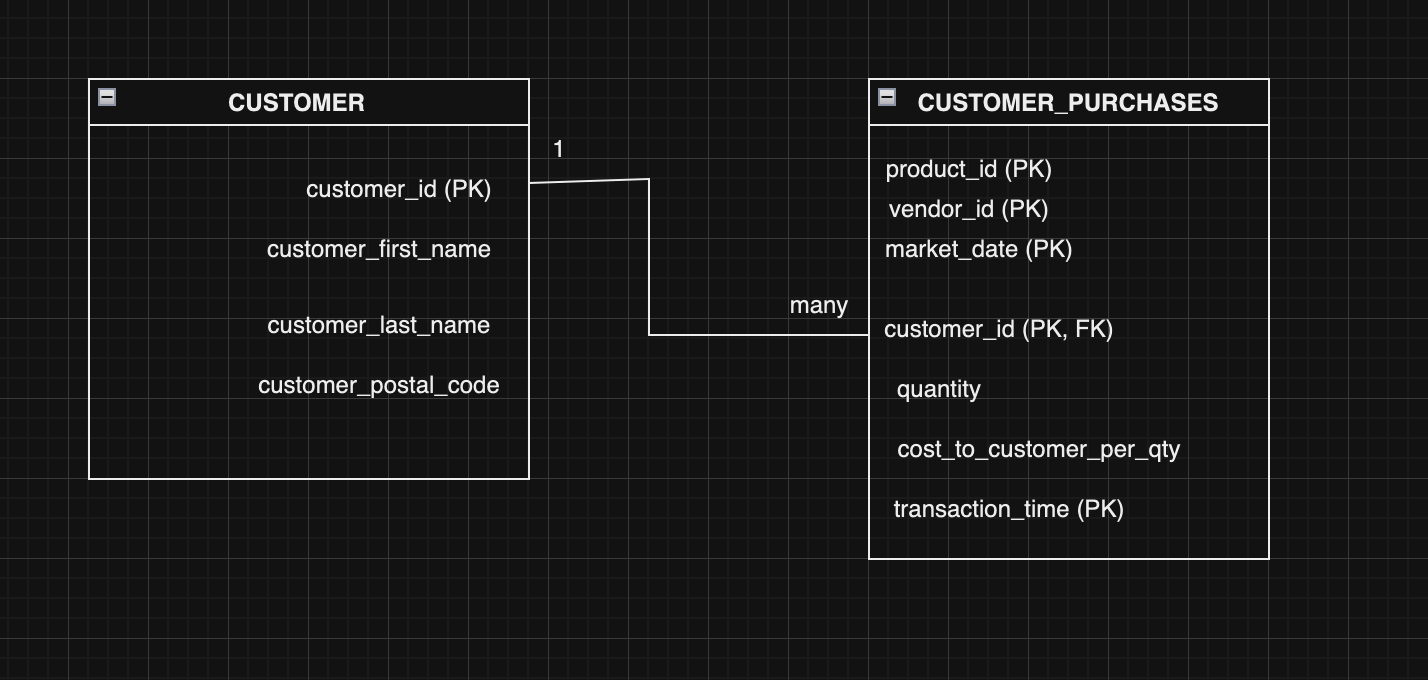 CUSTOMER
customer_id (PK)
customer_first_name
customer_last_name
customer_postal_code
1
many
CUSTOMER_PURCHASES
product_id (PK)
vendor_id (PK)
market_date (PK)
customer_id (PK, FK)
quantity
cost_to_customer_per_qty
transaction_time (PK)